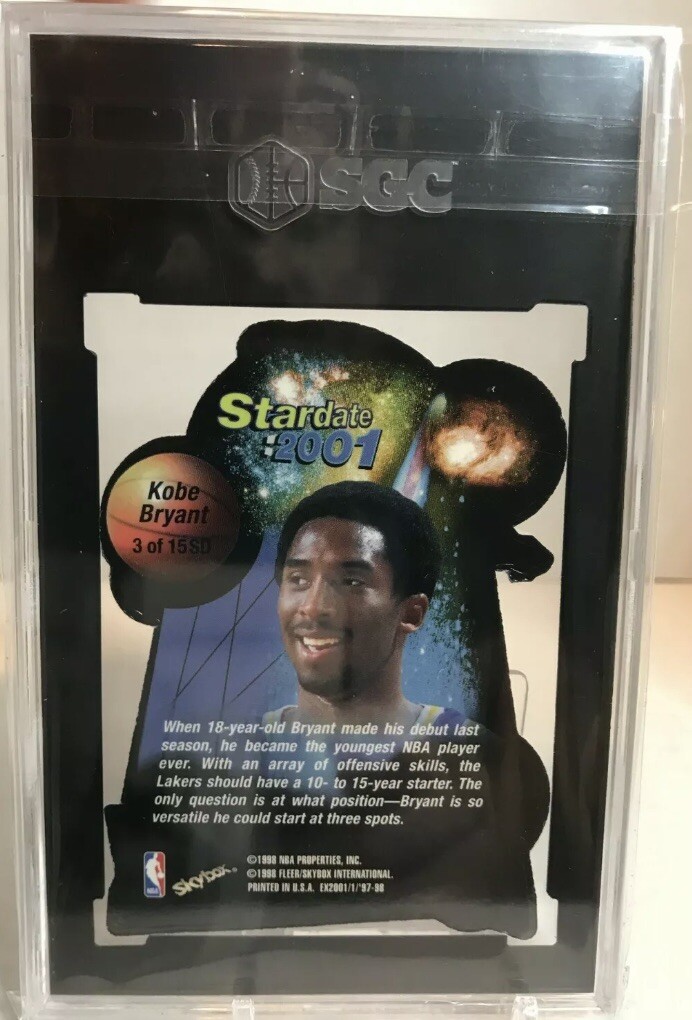 SGC
Stardate
:2001
Kobe
Bryant
3 of 15SD
When 18-year-old Bryant made his debut last
season, he became the youngest NBA player
ever. With an array of offensive skills, the
Lakers should have a 10- to 15-year starter. The
only question is at what position—Bryant is so
versatile he could start at three spots.
NBA
SkyBox®
©1998 NBA PROPERTIES, INC.
©1998 FLEER/SKYBOX INTERNATIONAL.
PRINTED IN U.S.A. EX2001/1/'97-98